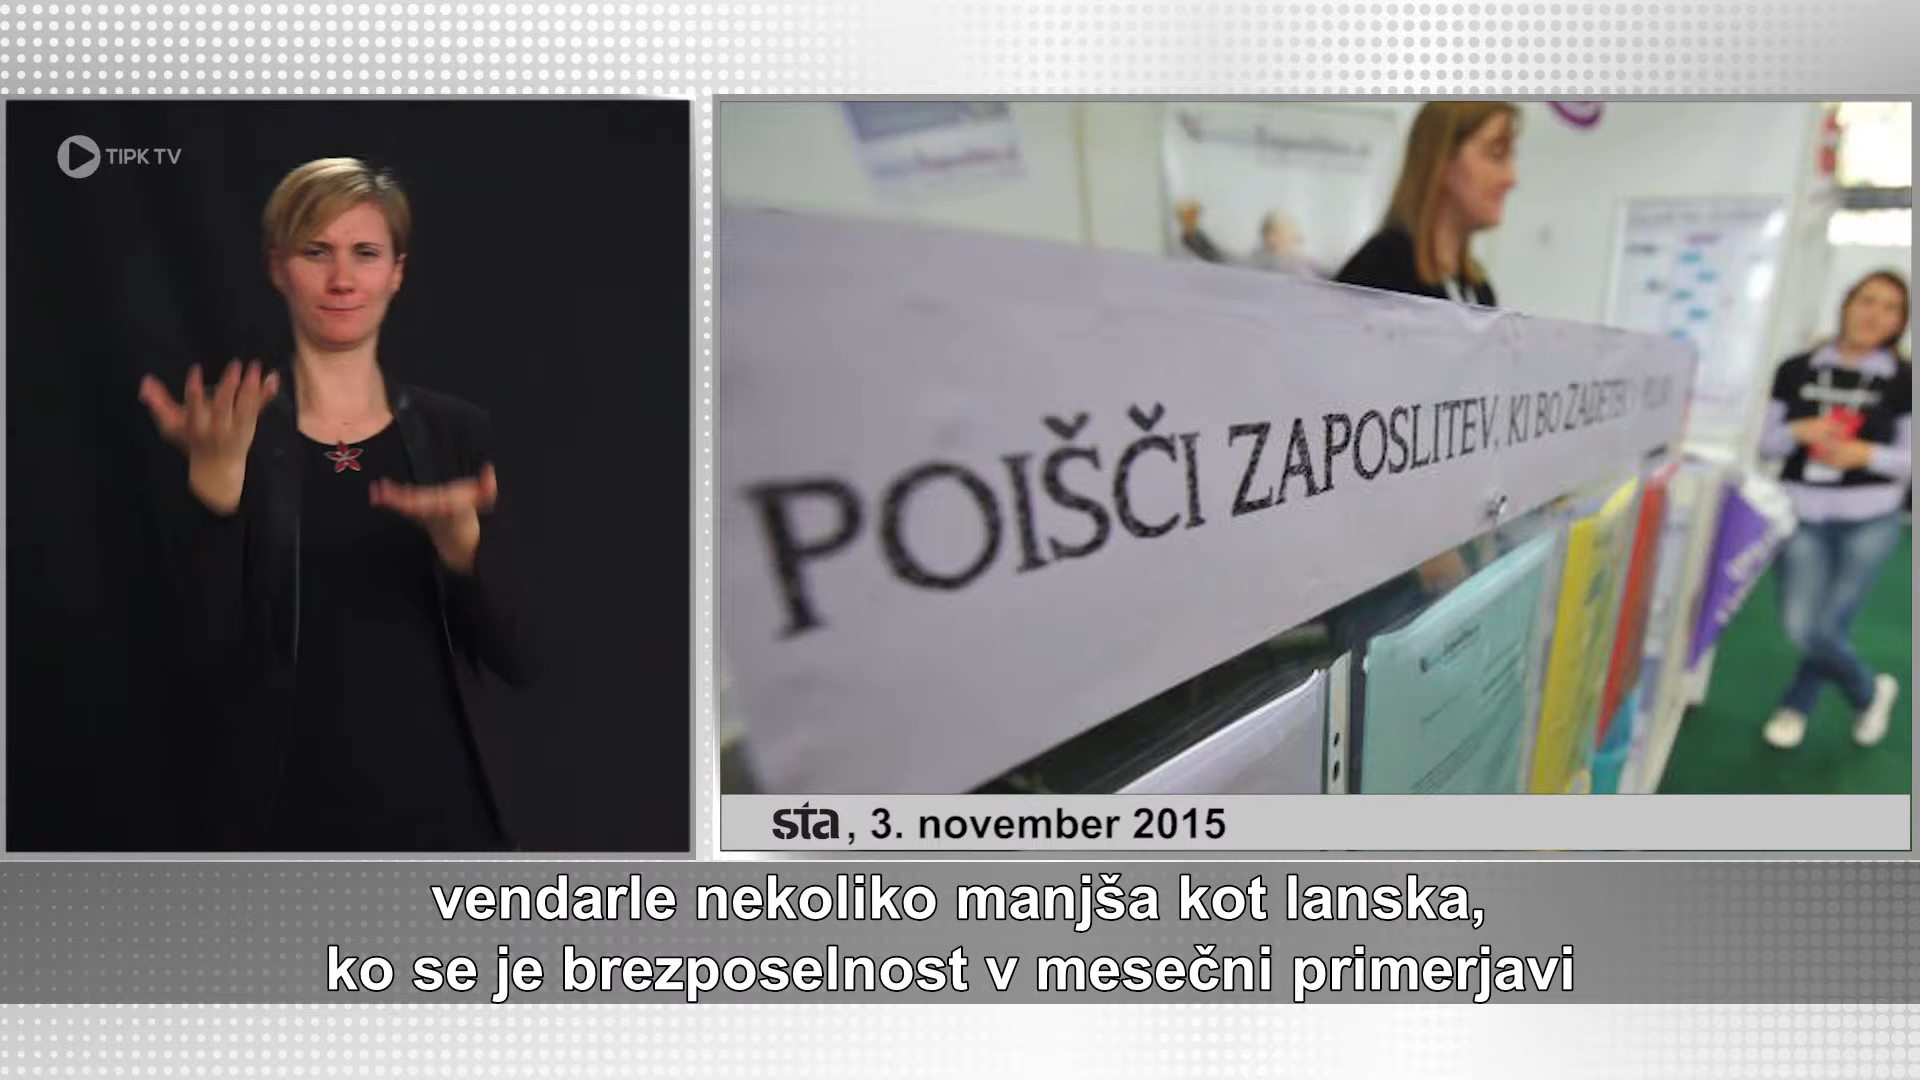 TIPK TV
POIŠČI ZAPOSLITEV, KI BO ZADETEK V
sta, 3. november 2015
vendarle nekoliko manjša kot lanska,
ko se je brezposelnost v mesečni primerjavi